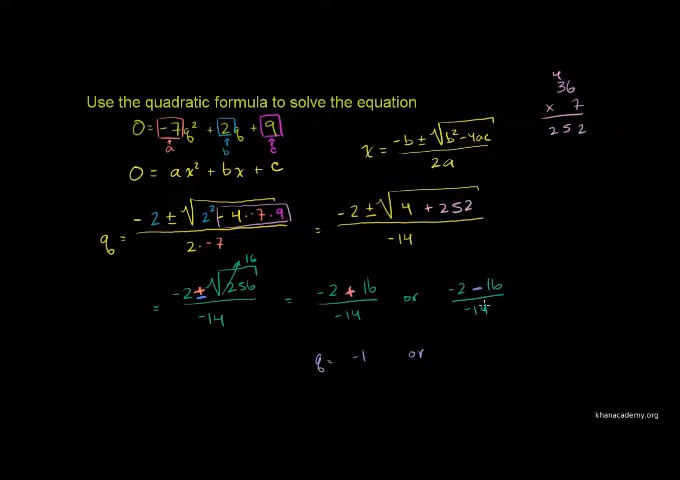 4
36
x 7
252
Use the quadratic formula to solve the equation
0 = -7q² + 2q + 9
a b c
x = (-b ± √(b² - 4ac)) / 2a
0 = ax² + bx + c
q = (-2 ± √(2² - 4·-7·9)) / (2·-7) = (-2 ± √(4 + 252)) / -14
16
= (-2 ± √256) / -14 = (-2 + 16) / -14 or (-2 - 16) / -14
q = -1 or
khanacademy.org